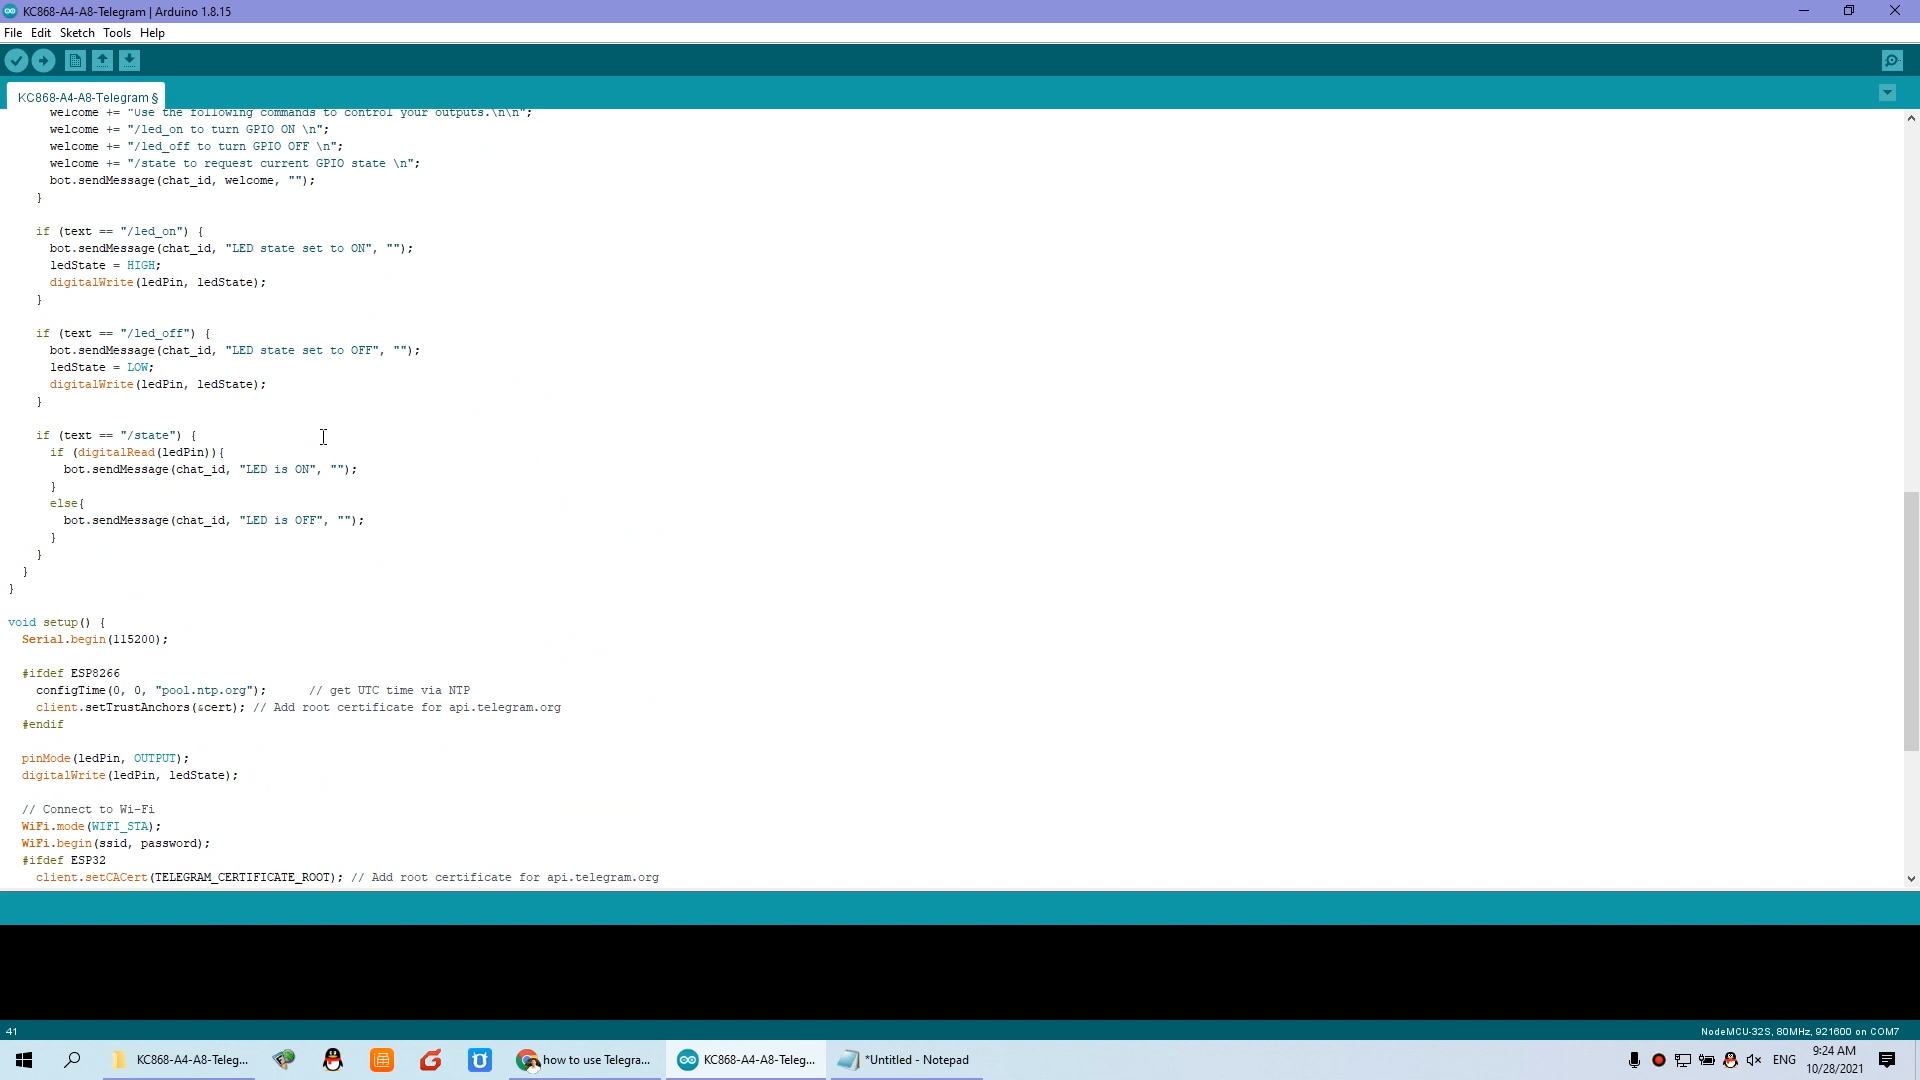 KC868-A4-A8-Telegram | Arduino 1.8.15
File Edit Sketch Tools Help
KC868-A4-A8-Telegram §
welcome += "Use the following commands to control your outputs.\n\n";
welcome += "/led_on to turn GPIO ON \n";
welcome += "/led_off to turn GPIO OFF \n";
welcome += "/state to request current GPIO state \n";
bot.sendMessage(chat_id, welcome, "");
}
if (text == "/led_on") {
bot.sendMessage(chat_id, "LED state set to ON", "");
ledState = HIGH;
digitalWrite(ledPin, ledState);
}
if (text == "/led_off") {
bot.sendMessage(chat_id, "LED state set to OFF", "");
ledState = LOW;
digitalWrite(ledPin, ledState);
}
if (text == "/state") {
if (digitalRead(ledPin)){
bot.sendMessage(chat_id, "LED is ON", "");
}
else{
bot.sendMessage(chat_id, "LED is OFF", "");
}
}
}
}
void setup() {
Serial.begin(115200);
#ifdef ESP8266
configTime(0, 0, "pool.ntp.org"); // get UTC time via NTP
client.setTrustAnchors(&cert); // Add root certificate for api.telegram.org
#endif
pinMode(ledPin, OUTPUT);
digitalWrite(ledPin, ledState);
// Connect to Wi-Fi
WiFi.mode(WIFI_STA);
WiFi.begin(ssid, password);
#ifdef ESP32
client.setCACert(TELEGRAM_CERTIFICATE_ROOT); // Add root certificate for api.telegram.org
41
NodeMCU-32S, 80MHz, 921600 on COM7
KC868-A4-A8-Teleg...
how to use Telegra...
KC868-A4-A8-Teleg...
*Untitled - Notepad
ENG
9:24 AM
10/28/2021